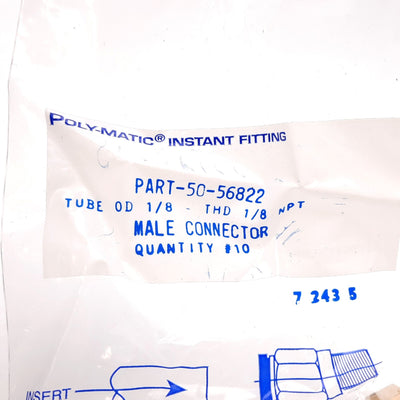 POLY-MATIC® INSTANT FITTING
PART-50-56822
TUBE OD 1/8 - THD 1/8 NPT
MALE CONNECTOR
QUANTITY #10
7 243 5
INSERT